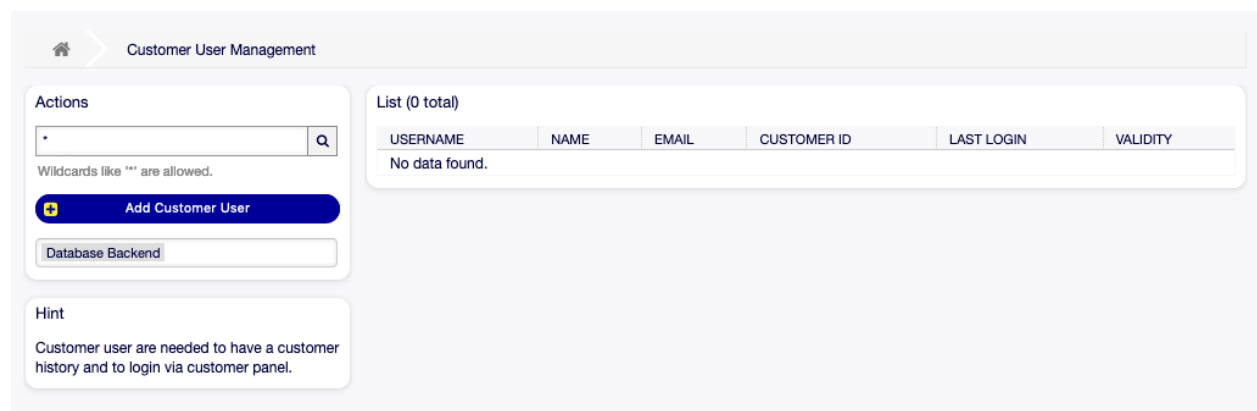 Customer User Management
Actions
*
Wildcards like '*' are allowed.
Add Customer User
Database Backend
Hint
Customer user are needed to have a customer
history and to login via customer panel.
List (0 total)
USERNAME NAME EMAIL CUSTOMER ID LAST LOGIN VALIDITY
No data found.